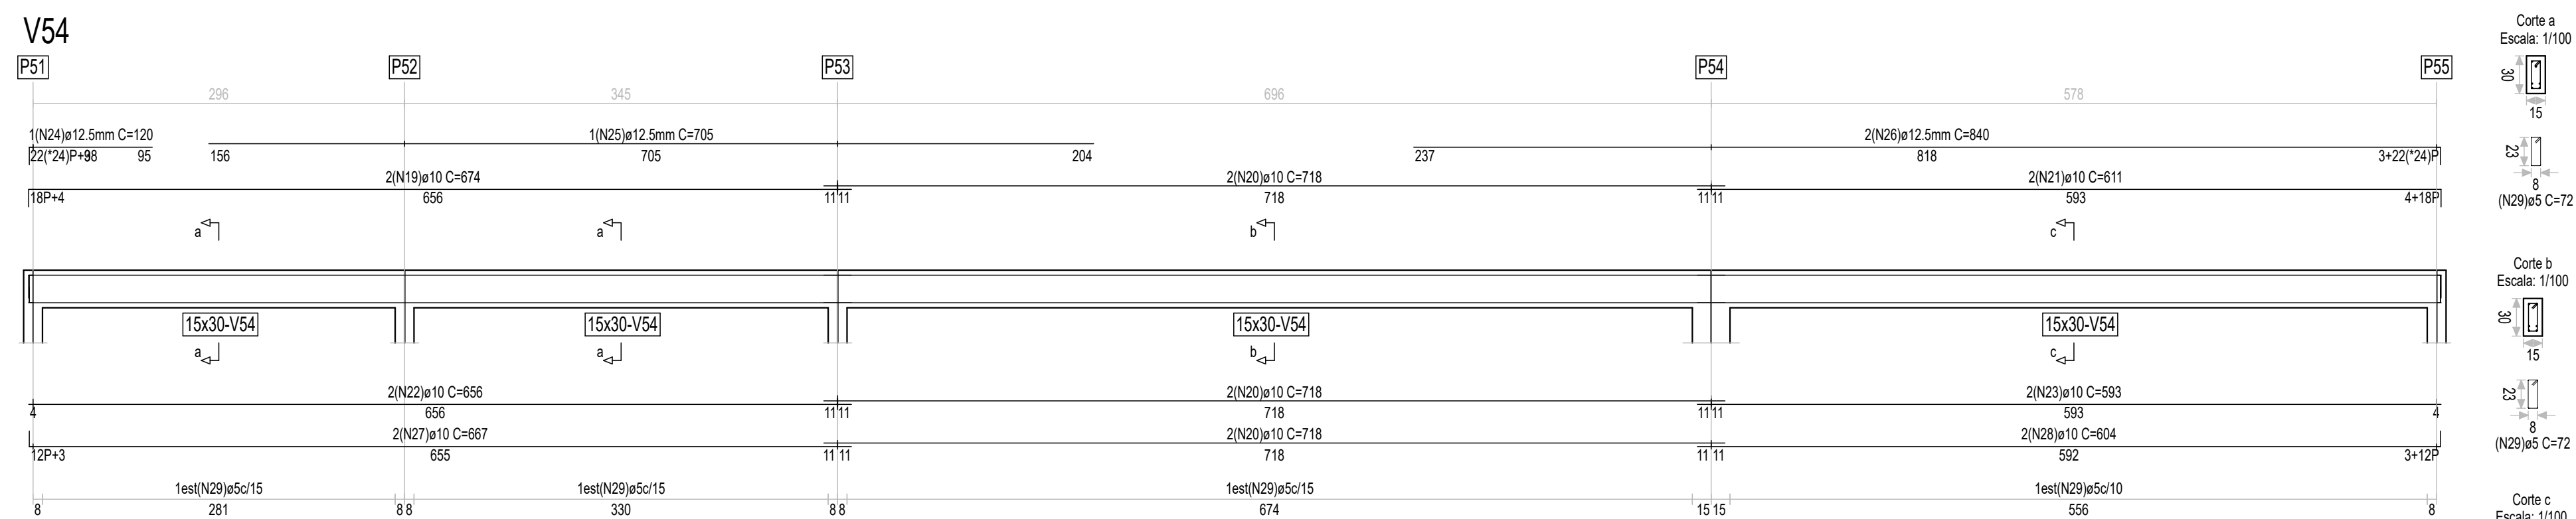 V54
P51 P52 P53 P54 P55
296 345 696 578
1(N24)ø12.5mm C=120 1(N25)ø12.5mm C=705 2(N26)ø12.5mm C=840
22(*24)P+ 98 95 156 705 204 237 818 3+22(*24)P
2(N19)ø10 C=674 2(N20)ø10 C=718 2(N21)ø10 C=611
18P+4 656 11 11 718 11 11 593 4+18P
a a b c
15x30-V54 15x30-V54 15x30-V54 15x30-V54
a a b c
2(N22)ø10 C=656 2(N20)ø10 C=718 2(N23)ø10 C=593
4 656 11 11 718 11 11 593 4
2(N27)ø10 C=667 2(N20)ø10 C=718 2(N28)ø10 C=604
12P+3 655 11 11 718 11 11 592 3+12P
1est(N29)ø5c/15 1est(N29)ø5c/15 1est(N29)ø5c/15 1est(N29)ø5c/10
8 281 8 8 330 8 8 674 15 15 556 8
Corte a
Escala: 1/100
30
15
23
8
(N29)ø5 C=72
Corte b
Escala: 1/100
30
15
23
8
(N29)ø5 C=72
Corte c
Escala: 1/100